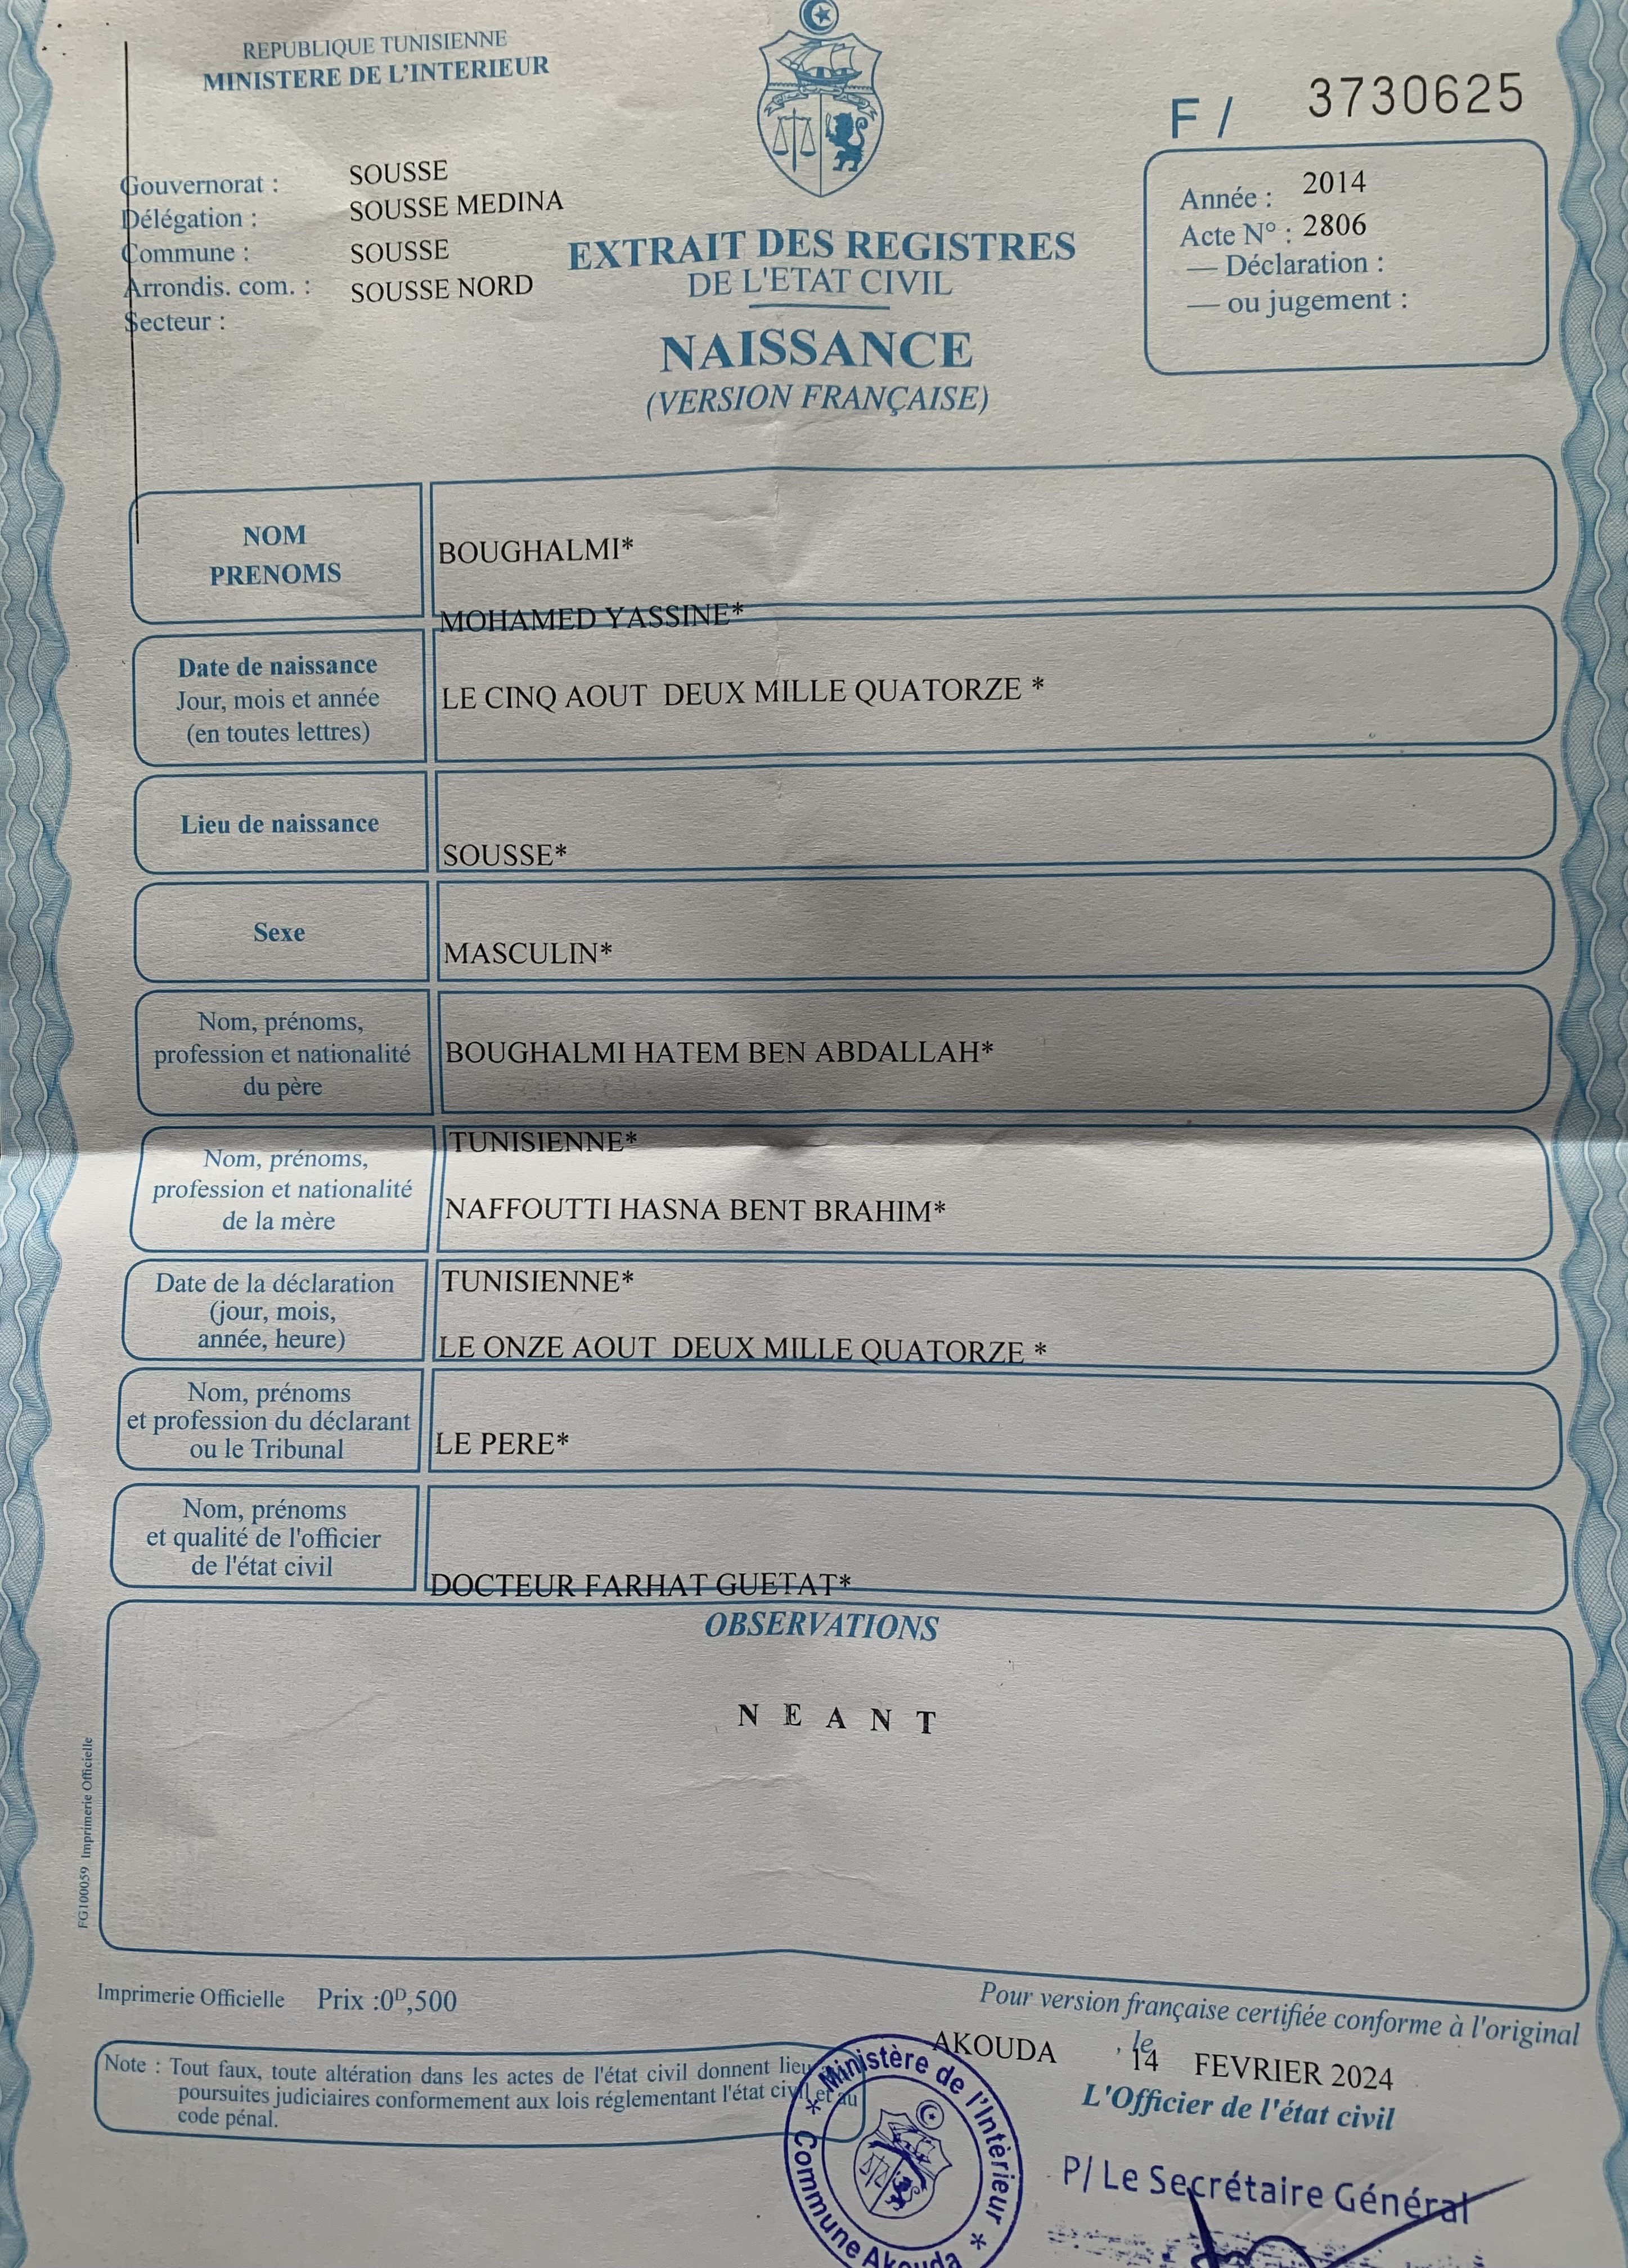 REPUBLIQUE TUNISIENNE
MINISTERE DE L'INTERIEUR
F / 3730625
Gouvernorat : SOUSSE
Délégation : SOUSSE MEDINA
Commune : SOUSSE
Arrondis. com. : SOUSSE NORD
Secteur :
EXTRAIT DES REGISTRES
DE L'ETAT CIVIL
NAISSANCE
(VERSION FRANÇAISE)
Année : 2014
Acte N° : 2806
— Déclaration :
— ou jugement :
NOM
PRENOMS
BOUGHALMI*
MOHAMED YASSINE*
Date de naissance
Jour, mois et année
(en toutes lettres)
LE CINQ AOUT DEUX MILLE QUATORZE *
Lieu de naissance
SOUSSE*
Sexe
MASCULIN*
Nom, prénoms,
profession et nationalité
du père
BOUGHALMI HATEM BEN ABDALLAH*
TUNISIENNE*
Nom, prénoms,
profession et nationalité
de la mère
NAFFOUTTI HASNA BENT BRAHIM*
TUNISIENNE*
Date de la déclaration
(jour, mois,
année, heure)
LE ONZE AOUT DEUX MILLE QUATORZE *
Nom, prénoms
et profession du déclarant
ou le Tribunal
LE PERE*
Nom, prénoms
et qualité de l'officier
de l'état civil
DOCTEUR FARHAT GUETAT*
OBSERVATIONS
N E A N T
FG100059 Imprimerie Officielle
Imprimerie Officielle Prix :0D,500
Pour version française certifiée conforme à l'original
AKOUDA , le 14 FEVRIER 2024
L'Officier de l'état civil
Note : Tout faux, toute altération dans les actes de l'état civil donnent lieu
poursuites judiciaires conformement aux lois réglementant l'état civil et au
code pénal.
* Ministère de l'Intèrieur *
Commune Akouda
P/ Le Secrétaire Général